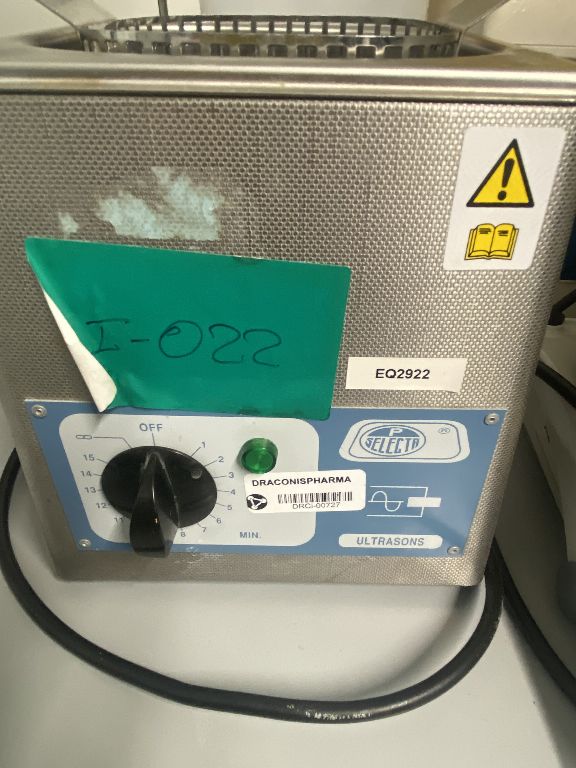 I-022
EQ2922
OFF
1
2
3
4
5
6
7
8
11
12
13
14
15
MIN.
P
SELECTA ®
DRACONISPHARMA
DRCI-00727
ULTRASONS